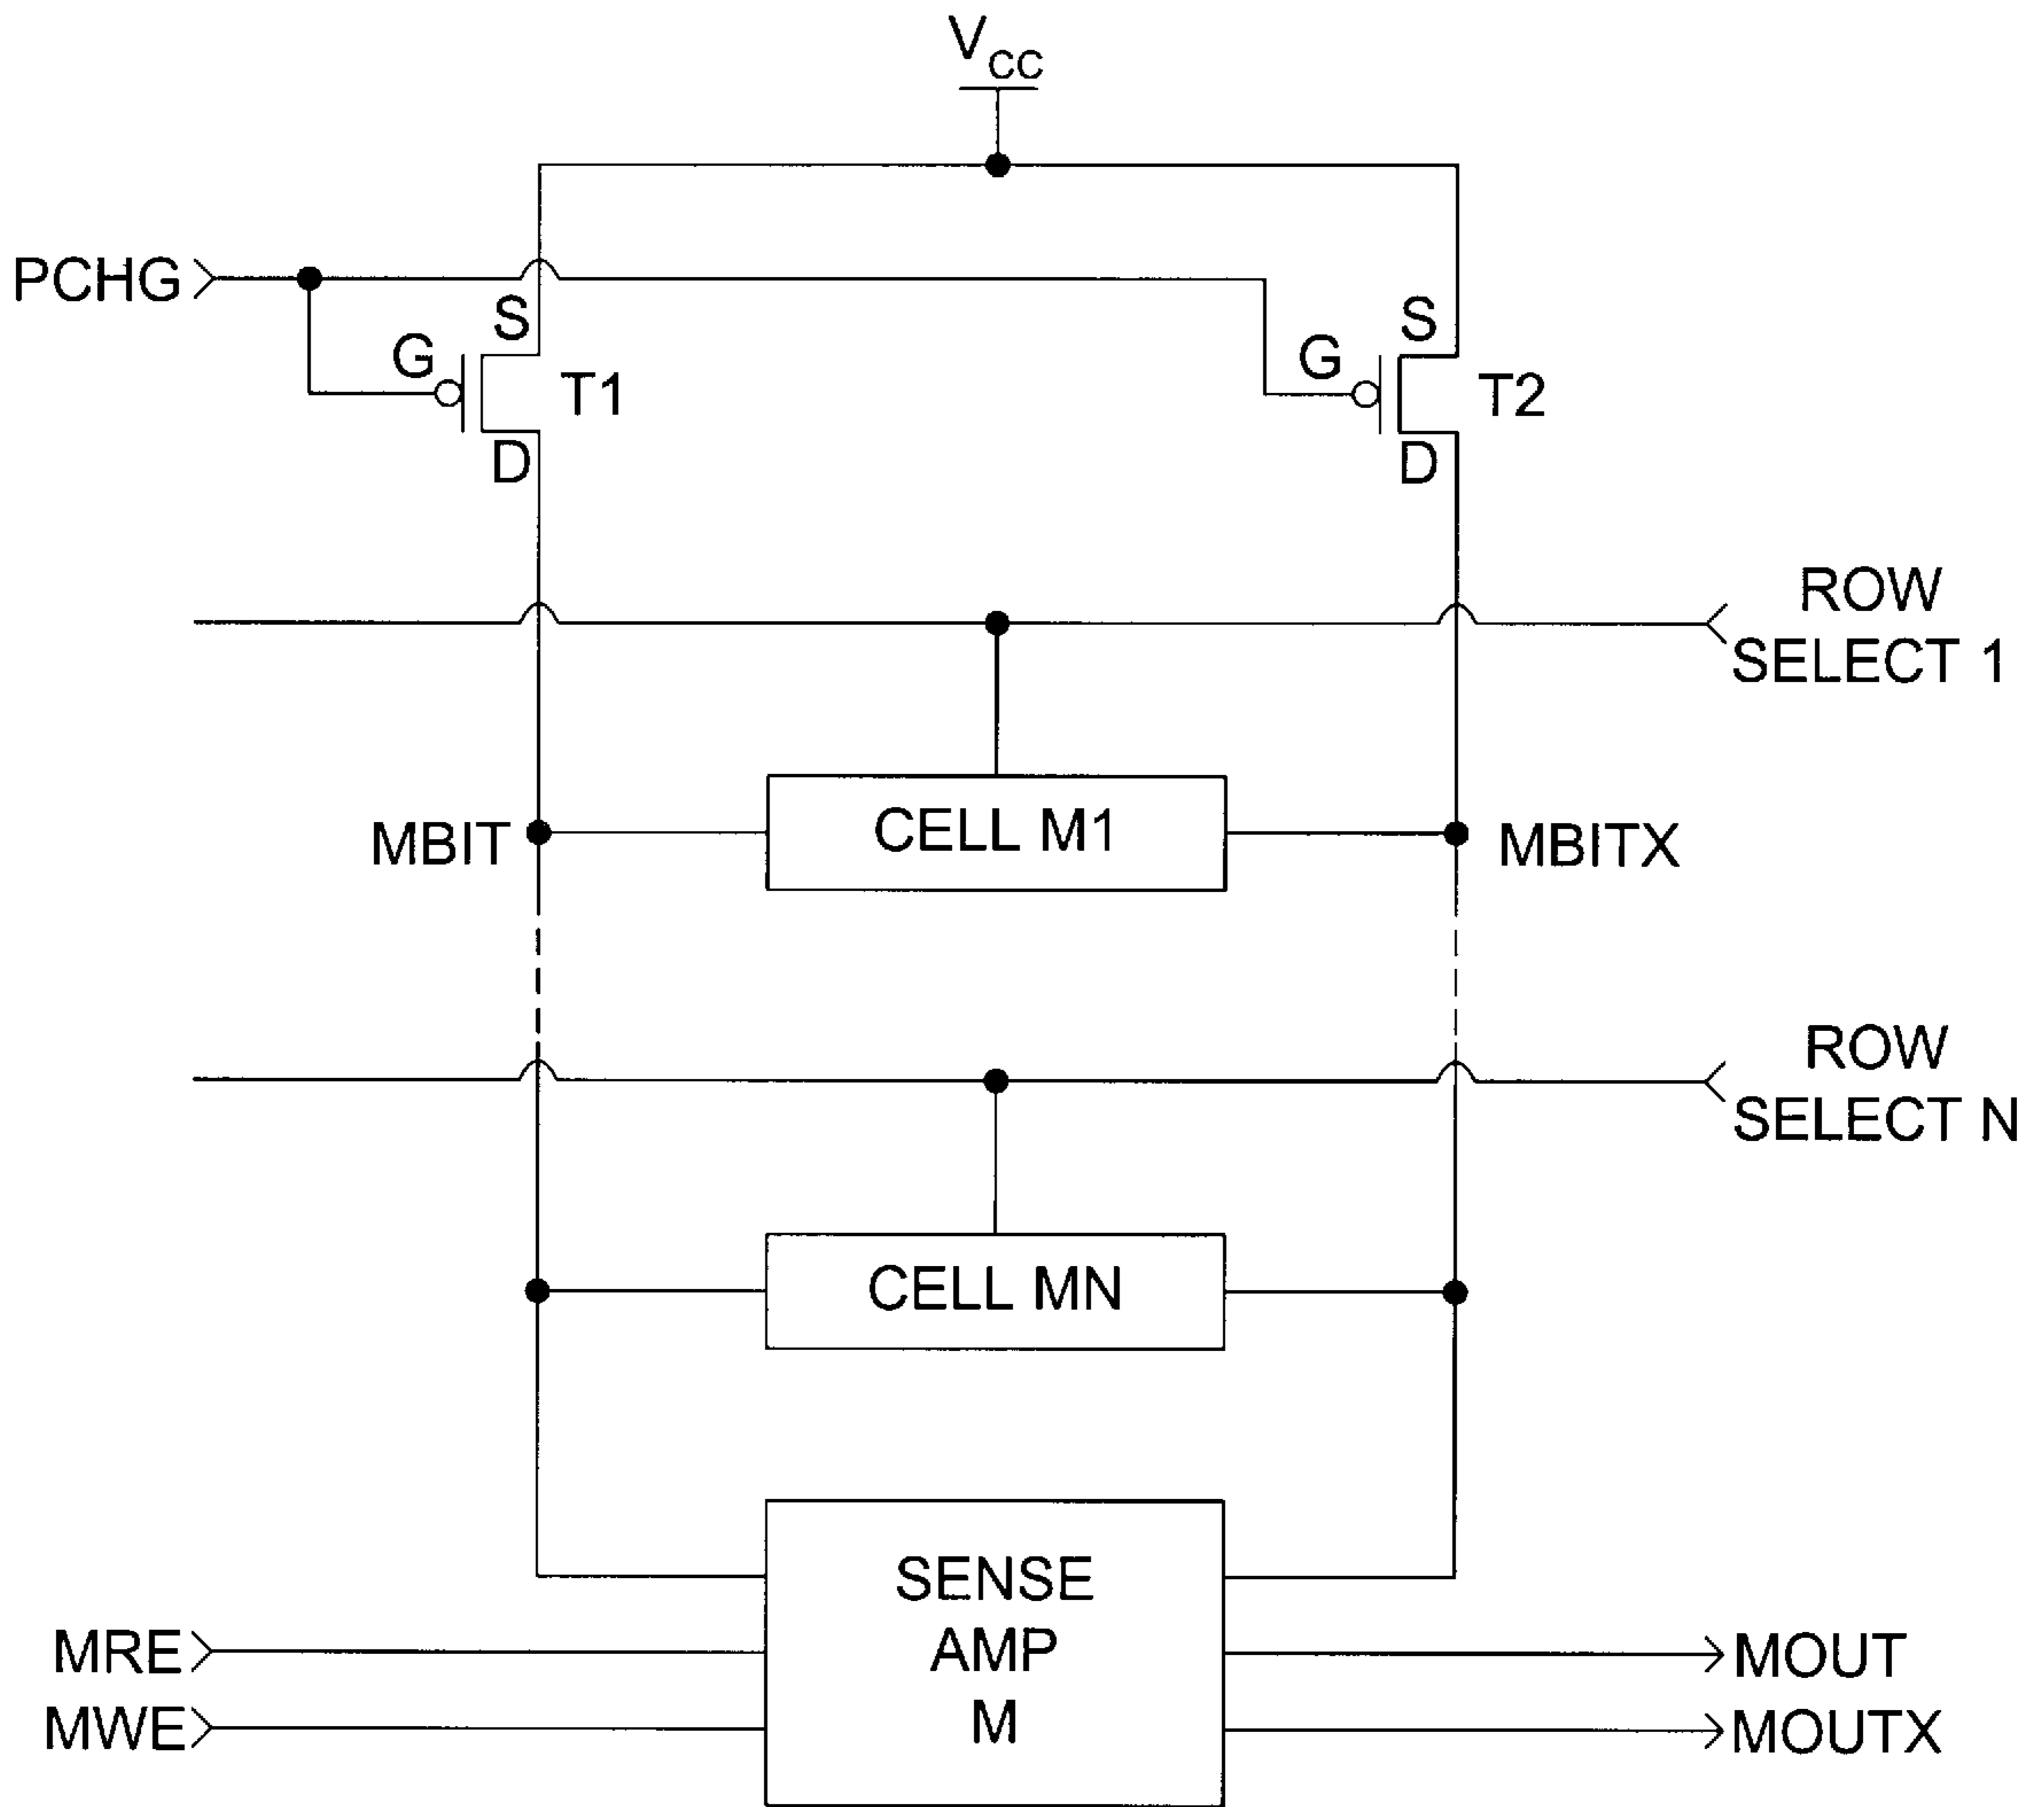 VCC
PCHG
S
S
G
G
T1
T2
D
D
ROW
SELECT 1
MBIT
CELL M1
MBITX
ROW
SELECT N
CELL MN
SENSE
AMP
M
MRE
MOUT
MWE
MOUTX